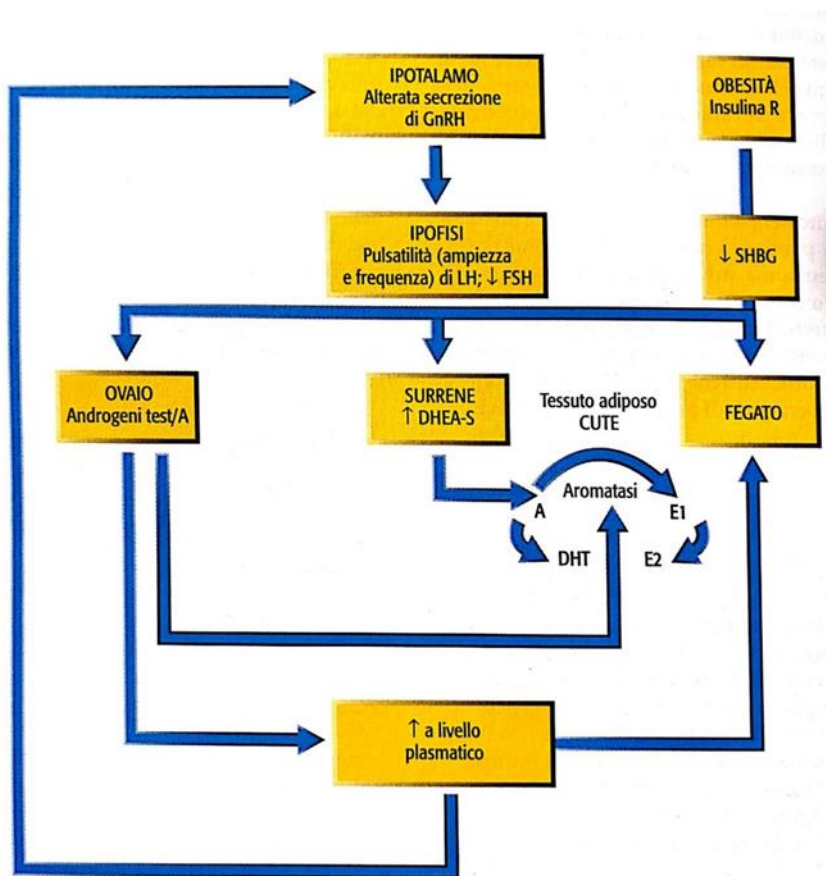 IPOTALAMO
Alterata secrezione
di GnRH
OBESITÀ
Insulina R
IPOFISI
Pulsatilità (ampiezza
e frequenza) di LH; ↓ FSH
↓ SHBG
OVAIO
Androgeni test/A
SURRENE
↑ DHEA-S
Tessuto adiposo
CUTE
FEGATO
Aromatasi
A
E1
DHT
E2
↑ a livello
plasmatico